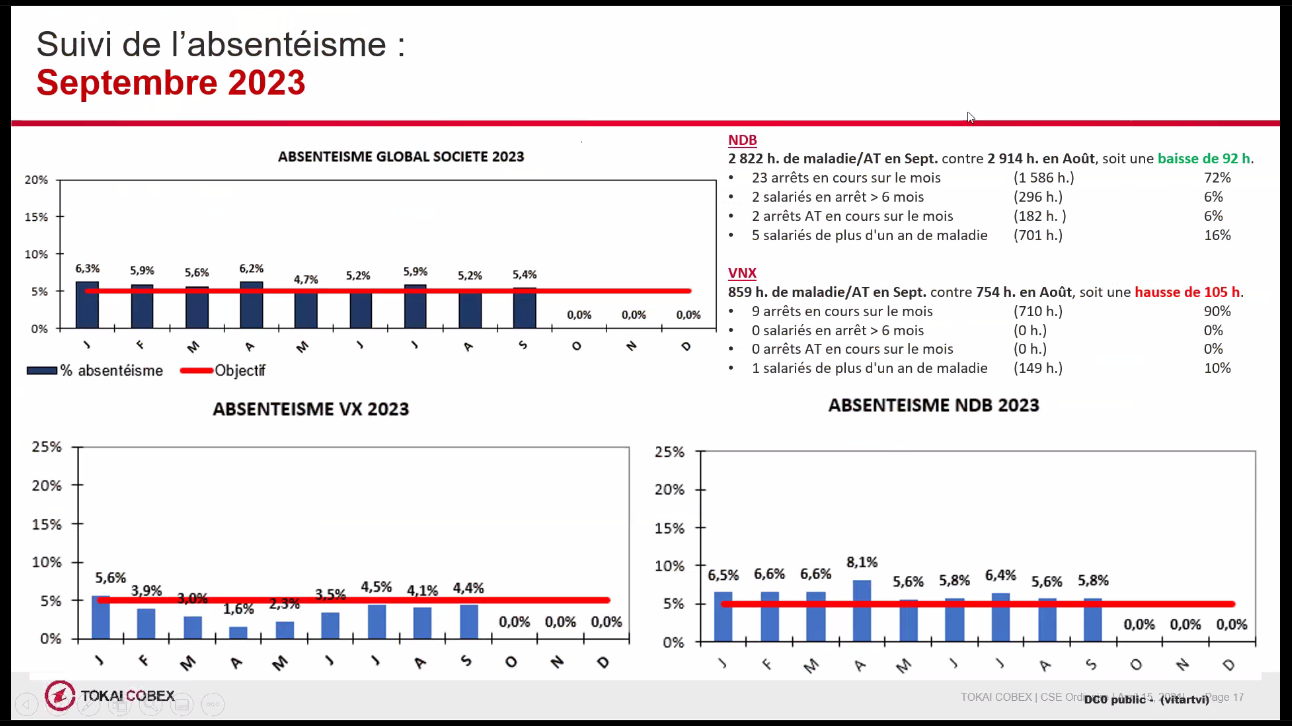 Suivi de l'absentéisme :
Septembre 2023
ABSENTEISME GLOBAL SOCIETE 2023
20%
15%
10%
5%
0%
6,3% 5,9% 5,6% 6,2% 4,7% 5,2% 5,9% 5,2% 5,4% 0,0% 0,0% 0,0%
J F M A M J J A S O N D
% absentéisme Objectif
NDB
2 822 h. de maladie/AT en Sept. contre 2 914 h. en Août, soit une baisse de 92 h.
• 23 arrêts en cours sur le mois (1 586 h.) 72%
• 2 salariés en arrêt > 6 mois (296 h.) 6%
• 2 arrêts AT en cours sur le mois (182 h. ) 6%
• 5 salariés de plus d'un an de maladie (701 h.) 16%
VNX
859 h. de maladie/AT en Sept. contre 754 h. en Août, soit une hausse de 105 h.
• 9 arrêts en cours sur le mois (710 h.) 90%
• 0 salariés en arrêt > 6 mois (0 h.) 0%
• 0 arrêts AT en cours sur le mois (0 h.) 0%
• 1 salariés de plus d'un an de maladie (149 h.) 10%
ABSENTEISME VX 2023
25%
20%
15%
10%
5%
0%
5,6% 3,9% 3,0% 1,6% 2,3% 3,5% 4,5% 4,1% 4,4% 0,0% 0,0% 0,0%
J F M A M J J A S O N D
ABSENTEISME NDB 2023
25%
20%
15%
10%
5%
0%
6,5% 6,6% 6,6% 8,1% 5,6% 5,8% 6,4% 5,6% 5,8% 0,0% 0,0% 0,0%
J F M A M J J A S O N D
TOKAI COBEX
TOKAI COBEX | CSE Page 17
DC0 public - (vitartvi)